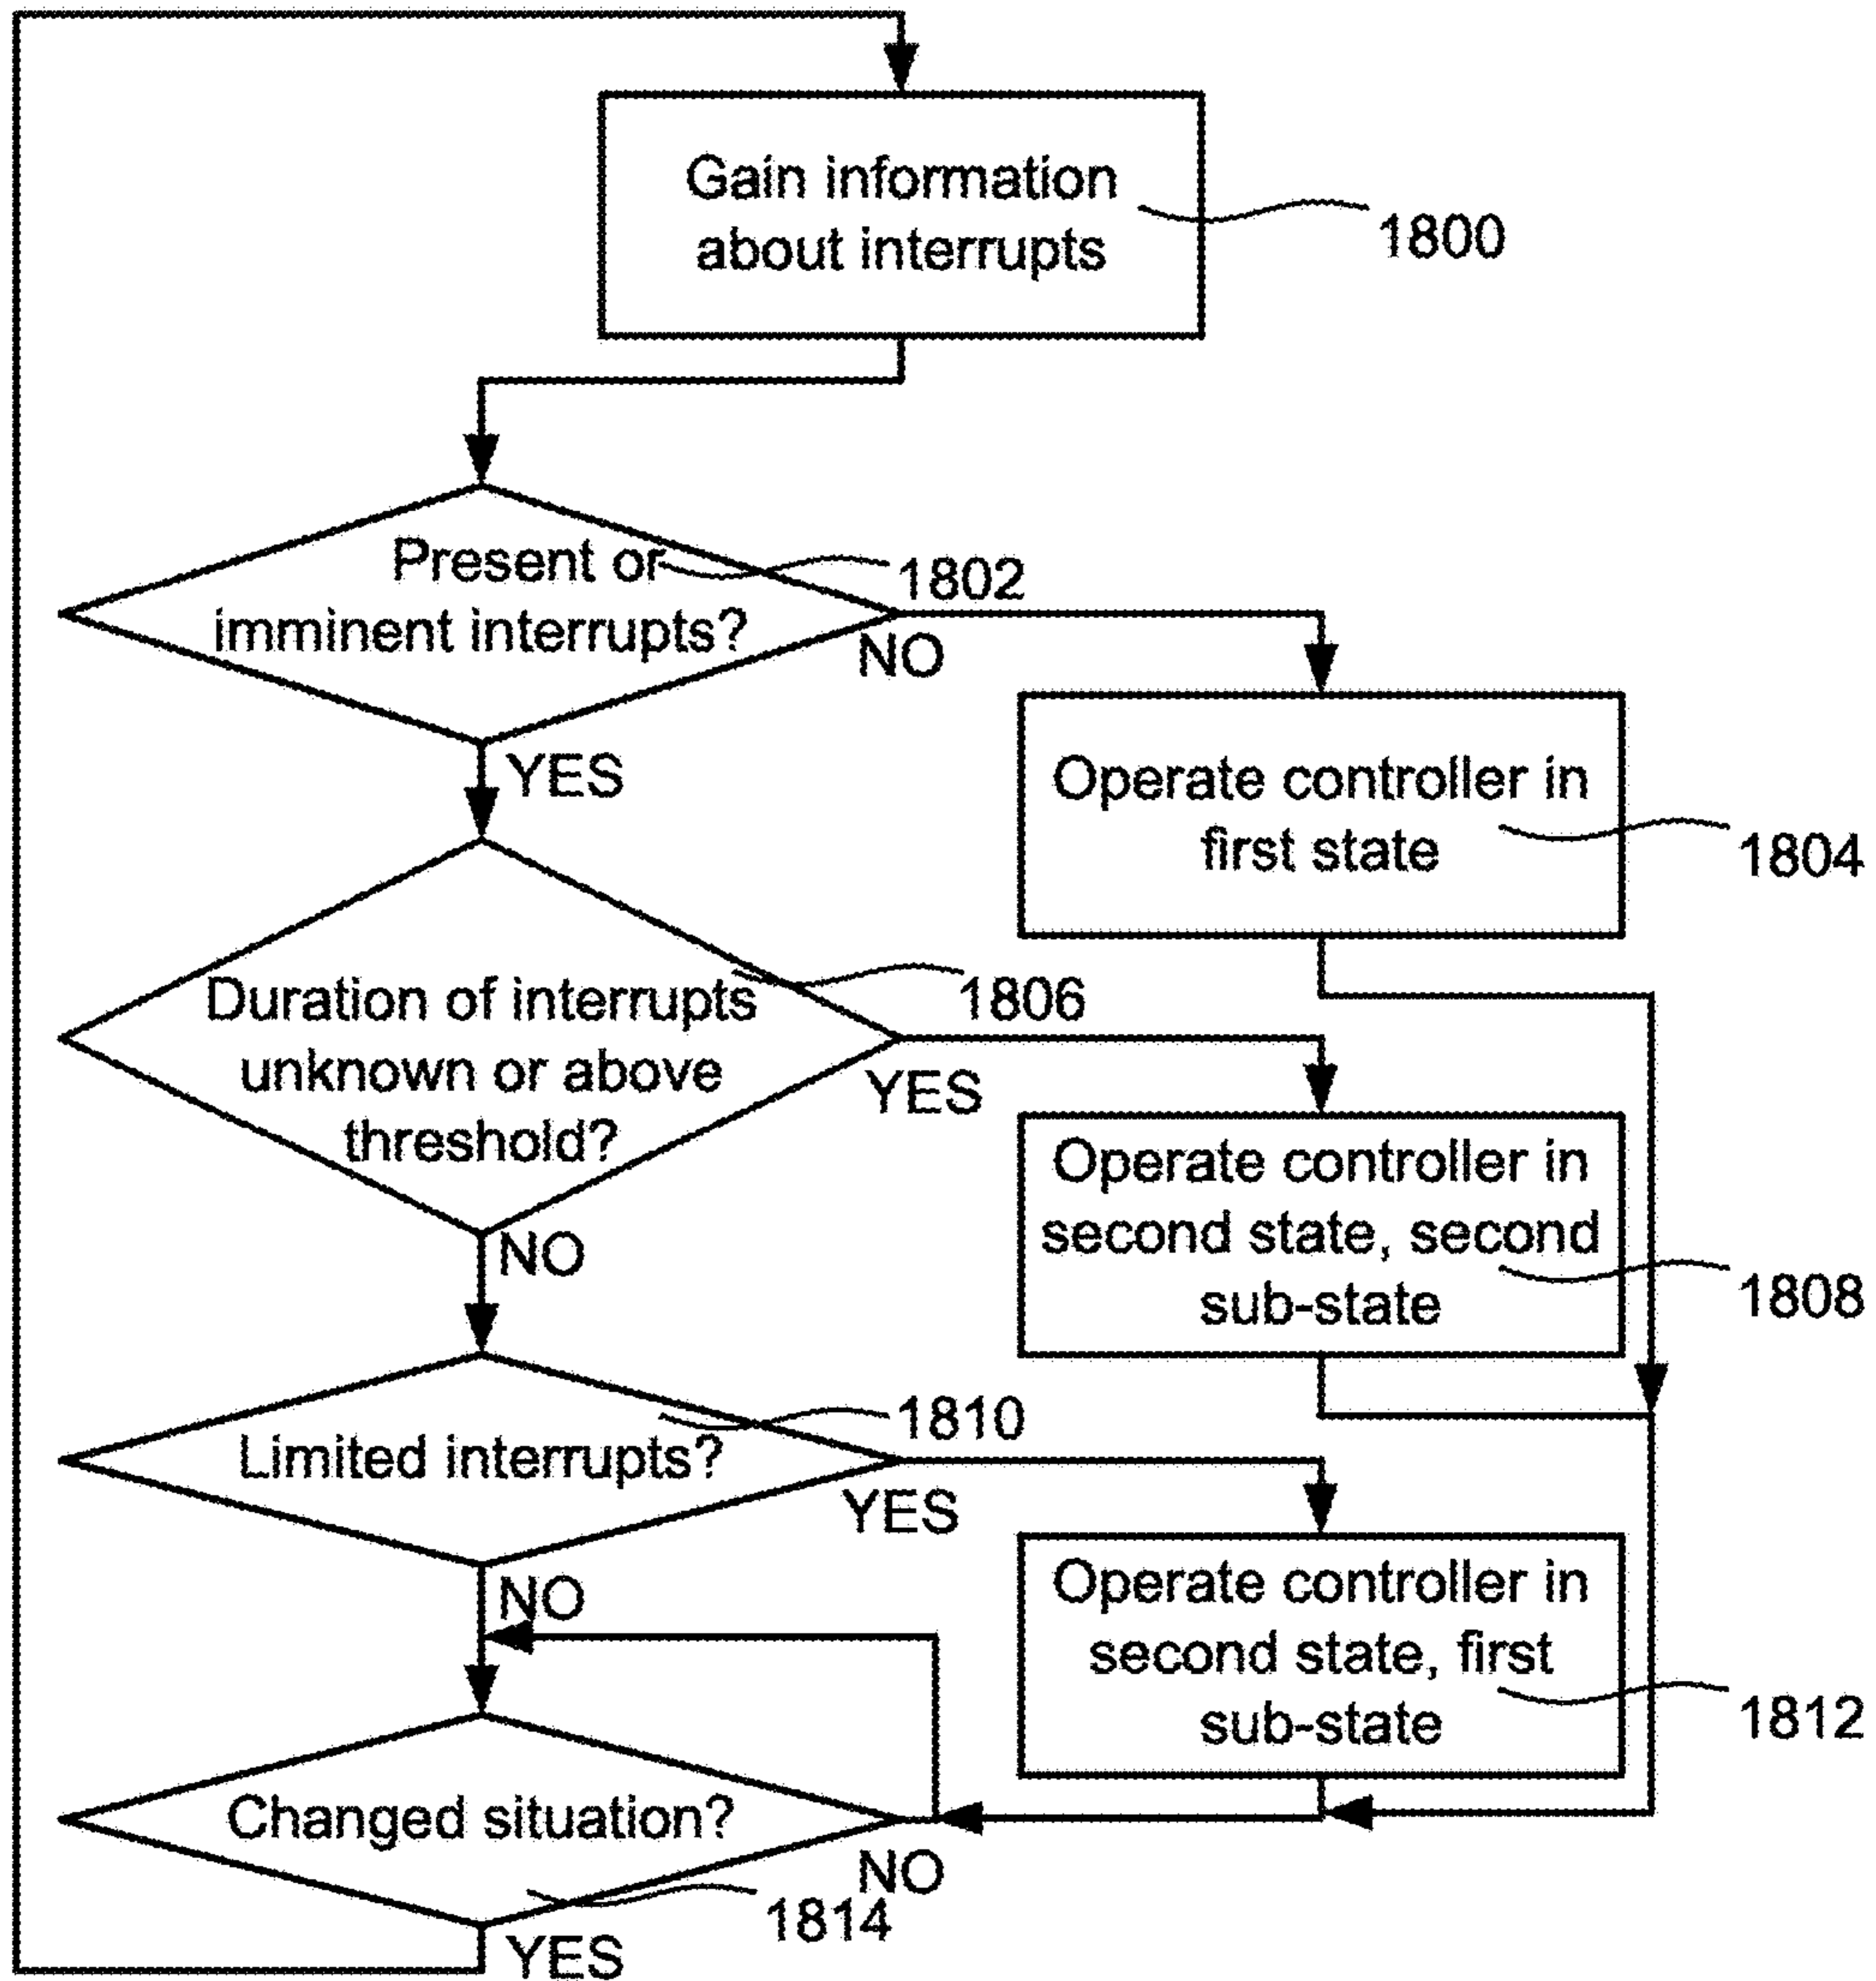 Gain information
about interrupts
1800
Present or
imminent interrupts?
1802
NO
YES
Operate controller in
first state
1804
Duration of interrupts
unknown or above
threshold?
1806
YES
NO
Operate controller in
second state, second
sub-state
1808
Limited interrupts?
1810
YES
NO
Operate controller in
second state, first
sub-state
1812
Changed situation?
NO
1814
YES